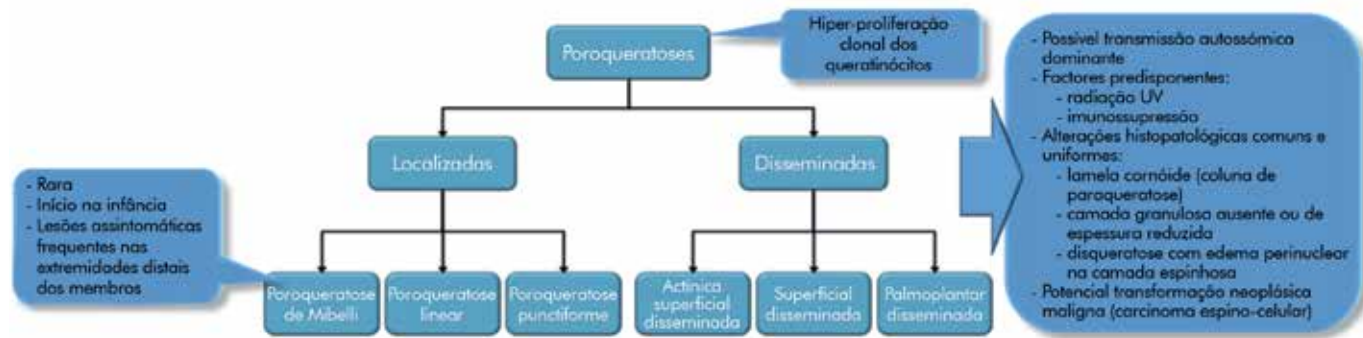 Poroqueratoses
Hiper-proliferação
clonal dos
queratinócitos
Localizadas
Disseminadas
- Rara
- Início na infância
- Lesões assintomáticas
frequentes nas
extremidades distais
dos membros
Poroqueratose
de Mibelli
Poroqueratose
linear
Poroqueratose
punctiforme
Actínica
superficial
disseminada
Superficial
disseminada
Palmoplantar
disseminada
- Possível transmissão autossómica
dominante
- Factores predisponentes:
- radiação UV
- imunossupressão
- Alterações histopatológicas comuns e
uniformes:
- lamela cornóide (coluna de
paraqueratose)
- camada granulosa ausente ou de
espessura reduzida
- disqueratose com edema perinuclear
na camada espinhosa
- Potencial transformação neoplásica
maligna (carcinoma espino-celular)